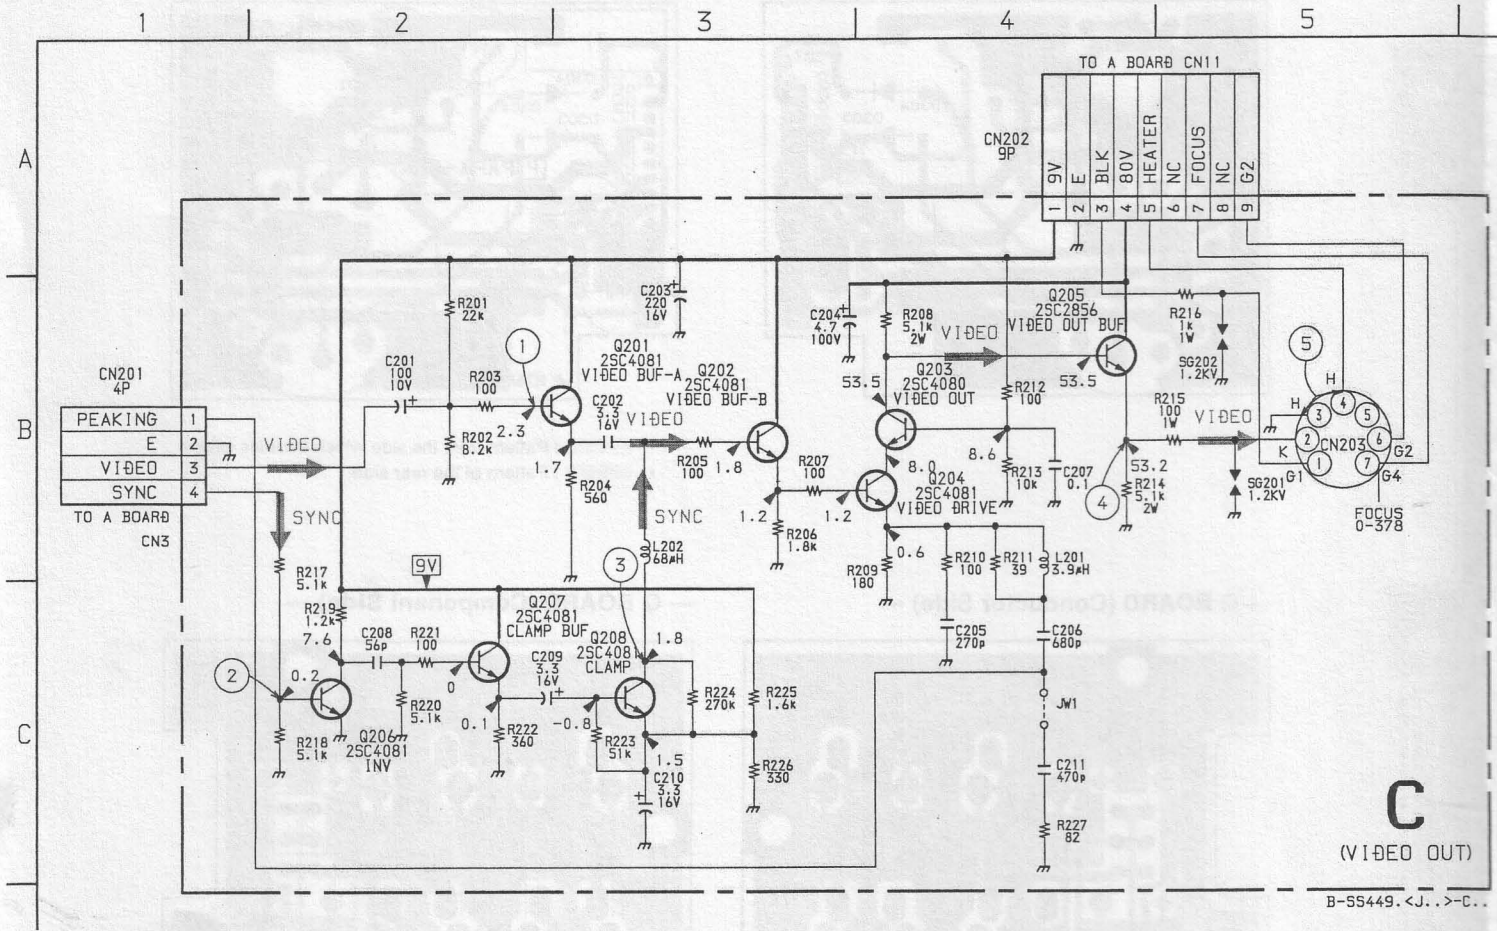 1 2 3 4 5
A
B
C
TO A BOARD CN11
CN202
9P
9V
E
BLK
80V
HEATER
NC
FOCUS
NC
G2
1 2 3 4 5 6 7 8 9
CN201
4P
PEAKING 1
E 2
VIDEO 3
SYNC 4
TO A BOARD
CN3
VIDEO
SYNC
R201
22k
C201
100
10V
R203
100
R202
8.2k
1
2.3
Q201
2SC4081
VIDEO BUF-A
C202
3.3
16V
1.7
R204
560
C203
220
16V
Q202
2SC4081
VIDEO BUF-B
VIDEO
R205
100
1.8
SYNC
L202
68μH
3
R207
100
1.2
1.2
R206
1.8k
C204
4.7
100V
R208
5.1k
2W
VIDEO
53.5
Q203
2SC4080
VIDEO OUT
8.0
Q204
2SC4081
VIDEO DRIVE
0.6
R209
180
R210
100
R211
39
L201
3.9μH
C205
270p
C206
680p
JW1
C211
470p
R227
82
Q205
2SC2856
VIDEO OUT BUF
R212
100
53.5
8.6
R213
10k
C207
0.1
4
53.2
R214
5.1k
2W
R215
100
1W
VIDEO
R216
1k
1W
SG202
1.2KV
SG201
1.2KV
5
H
H
K
G1
G2
G4
1 2 3 4 5 6 7
CN203
FOCUS
0-378
R217
5.1k
R219
1.2k
7.6
2
0.2
R218
5.1k
Q206
2SC4081
INV
C208
56p
R221
100
R220
5.1k
9V
0
Q207
2SC4081
CLAMP BUF
0.1
R222
360
C209
3.3
16V
Q208
2SC4081
CLAMP
1.8
-0.8
R223
51k
1.5
C210
3.3
16V
R224
270k
R225
1.6k
R226
330
C
(VIDEO OUT)
B-SS449.<J..>-C..